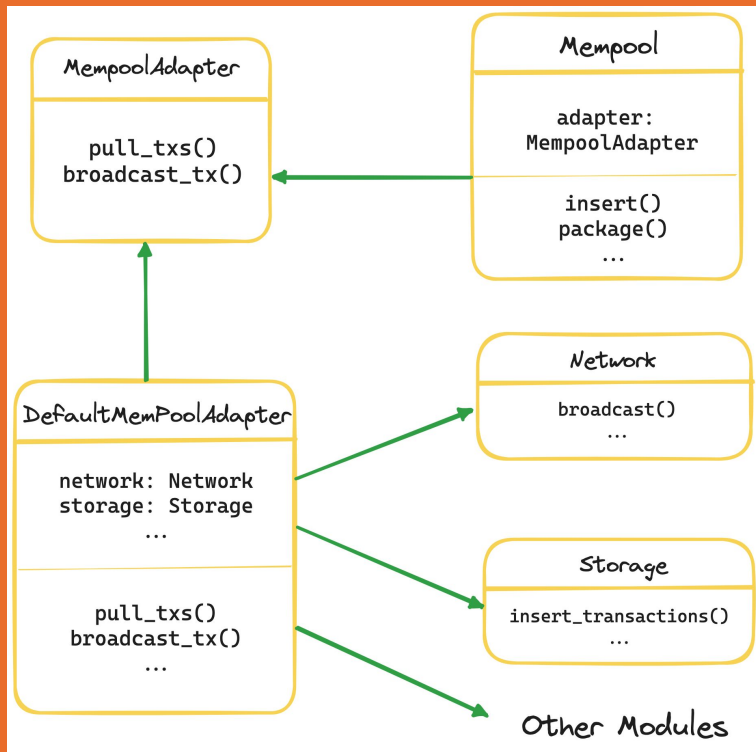 MempoolAdapter
pull_txs()
broadcast_tx()
Mempool
adapter:
MempoolAdapter
insert()
package()
...
DefaultMemPoolAdapter
network: Network
storage: Storage
...
pull_txs()
broadcast_tx()
...
Network
broadcast()
...
Storage
insert_transactions()
...
Other Modules